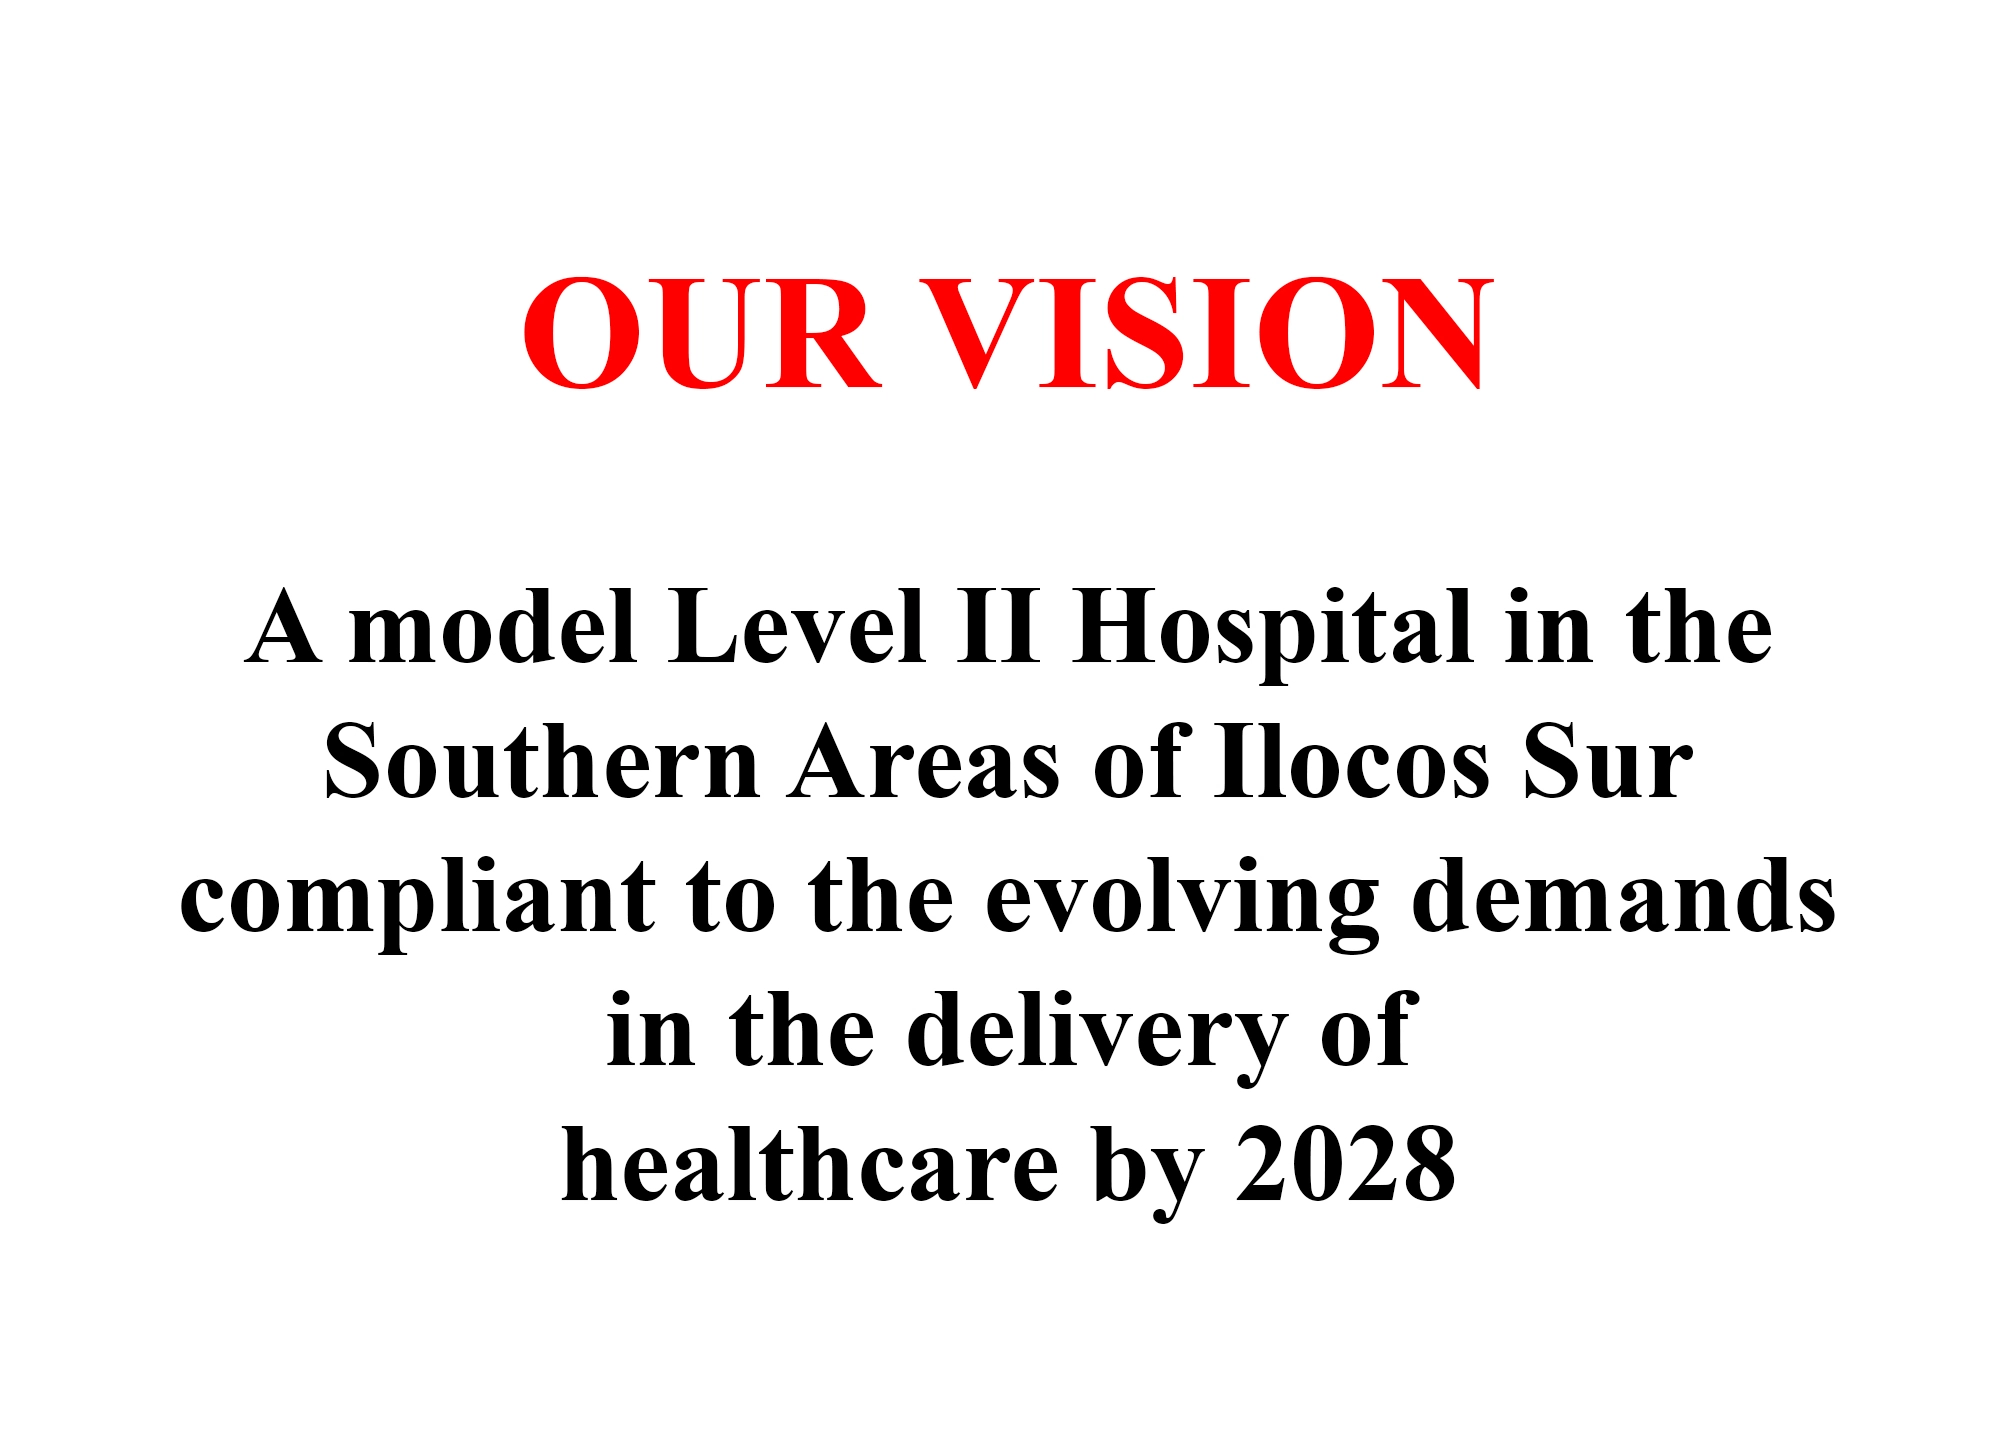 OUR VISION
A model Level II Hospital in the
Southern Areas of Ilocos Sur
compliant to the evolving demands
in the delivery of
healthcare by 2028